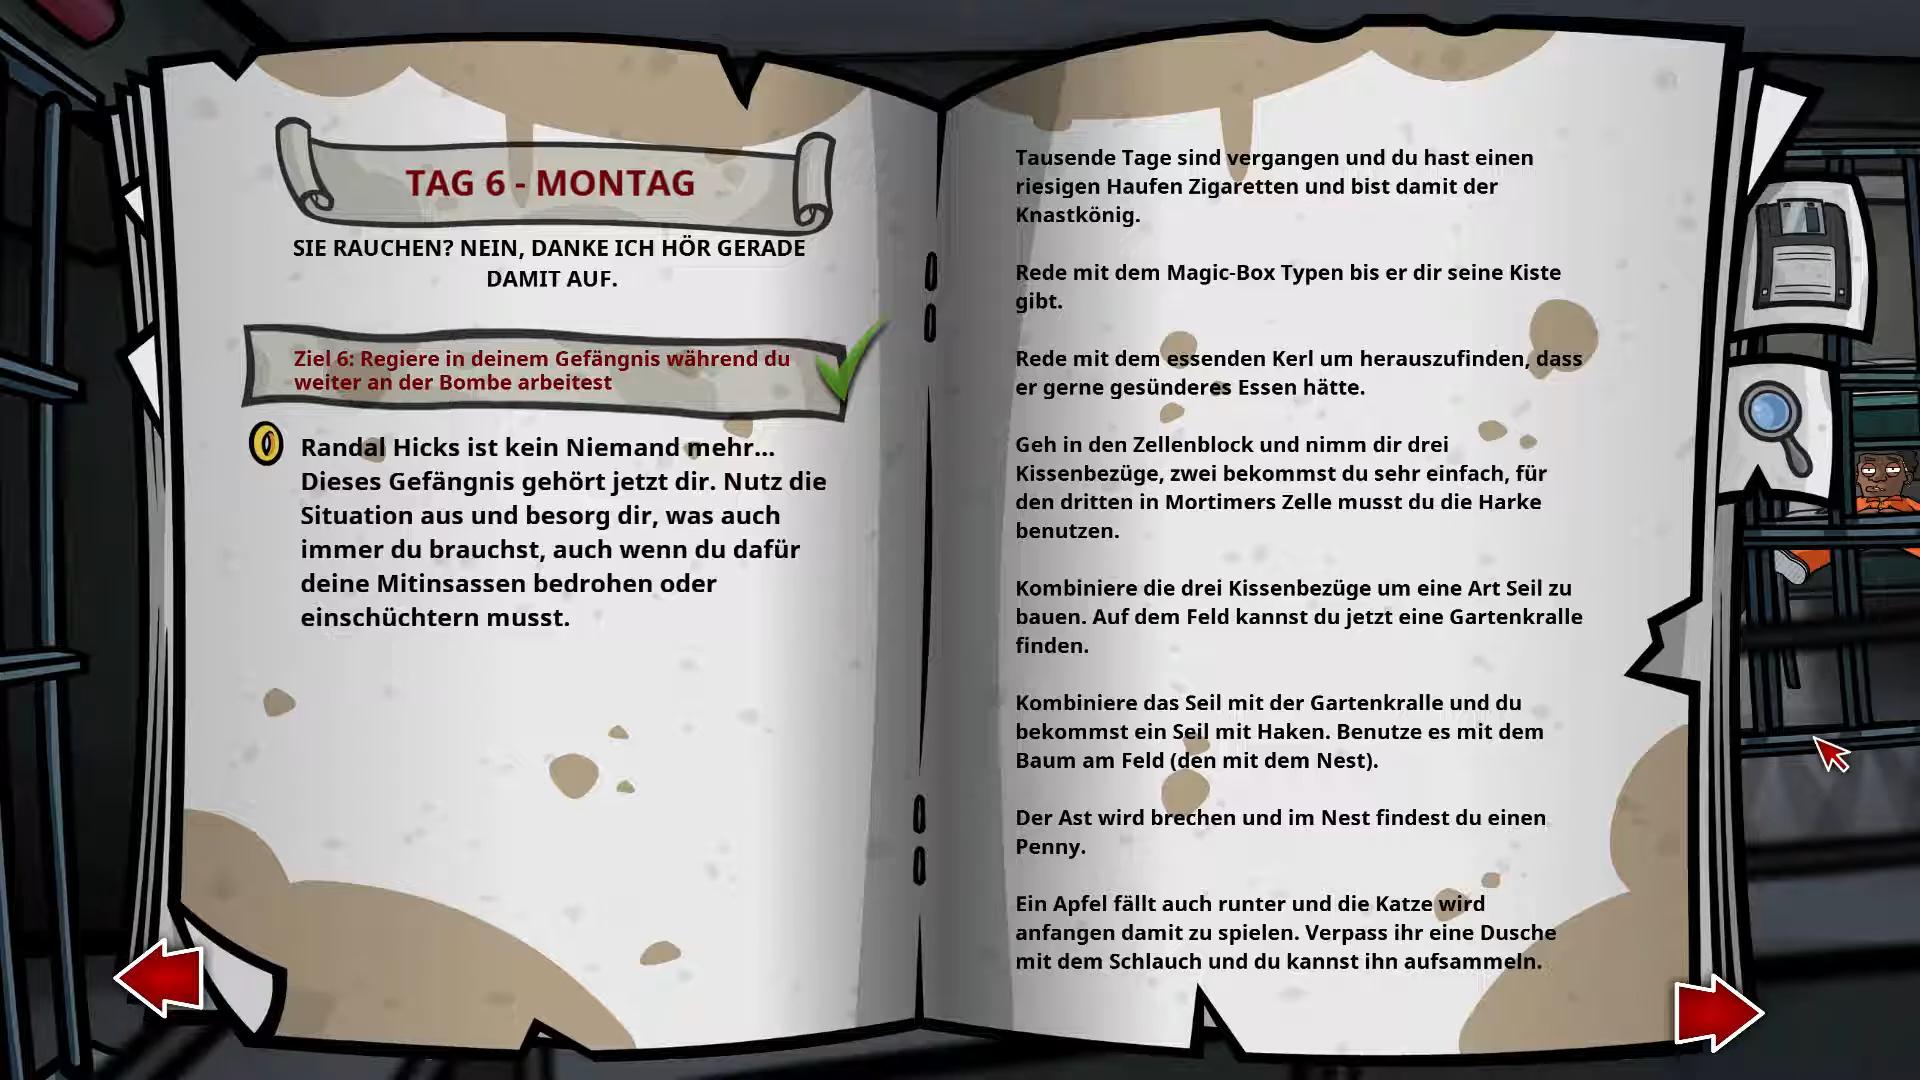 TAG 6 - MONTAG
SIE RAUCHEN? NEIN, DANKE ICH HÖR GERADE
DAMIT AUF.
Ziel 6: Regiere in deinem Gefängnis während du
weiter an der Bombe arbeitest
Randal Hicks ist kein Niemand mehr...
Dieses Gefängnis gehört jetzt dir. Nutz die
Situation aus und besorg dir, was auch
immer du brauchst, auch wenn du dafür
deine Mitinsassen bedrohen oder
einschüchtern musst.
Tausende Tage sind vergangen und du hast einen
riesigen Haufen Zigaretten und bist damit der
Knastkönig.
Rede mit dem Magic-Box Typen bis er dir seine Kiste
gibt.
Rede mit dem essenden Kerl um herauszufinden, dass
er gerne gesünderes Essen hätte.
Geh in den Zellenblock und nimm dir drei
Kissenbezüge, zwei bekommst du sehr einfach, für
den dritten in Mortimers Zelle musst du die Harke
benutzen.
Kombiniere die drei Kissenbezüge um eine Art Seil zu
bauen. Auf dem Feld kannst du jetzt eine Gartenkralle
finden.
Kombiniere das Seil mit der Gartenkralle und du
bekommst ein Seil mit Haken. Benutze es mit dem
Baum am Feld (den mit dem Nest).
Der Ast wird brechen und im Nest findest du einen
Penny.
Ein Apfel fällt auch runter und die Katze wird
anfangen damit zu spielen. Verpass ihr eine Dusche
mit dem Schlauch und du kannst ihn aufsammeln.